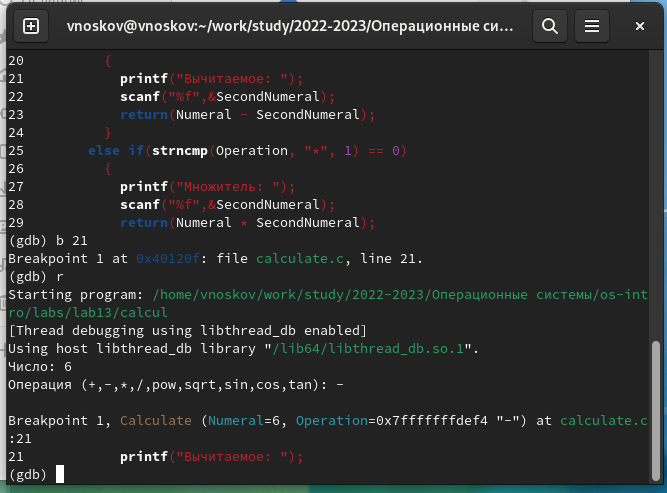 vnoskov@vnoskov:~/work/study/2022-2023/Операционные си…
20          {
21            printf("Вычитаемое: ");
22            scanf("%f",&SecondNumeral);
23            return(Numeral - SecondNumeral);
24          }
25        else if(strncmp(Operation, "*", 1) == 0)
26          {
27            printf("Множитель: ");
28            scanf("%f",&SecondNumeral);
29            return(Numeral * SecondNumeral);
(gdb) b 21
Breakpoint 1 at 0x40120f: file calculate.c, line 21.
(gdb) r
Starting program: /home/vnoskov/work/study/2022-2023/Операционные системы/os-int
ro/labs/lab13/calcul
[Thread debugging using libthread_db enabled]
Using host libthread_db library "/lib64/libthread_db.so.1".
Число: 6
Операция (+,-,*,/,pow,sqrt,sin,cos,tan): -
Breakpoint 1, Calculate (Numeral=6, Operation=0x7fffffffdef4 "-") at calculate.c
:21
21            printf("Вычитаемое: ");
(gdb)